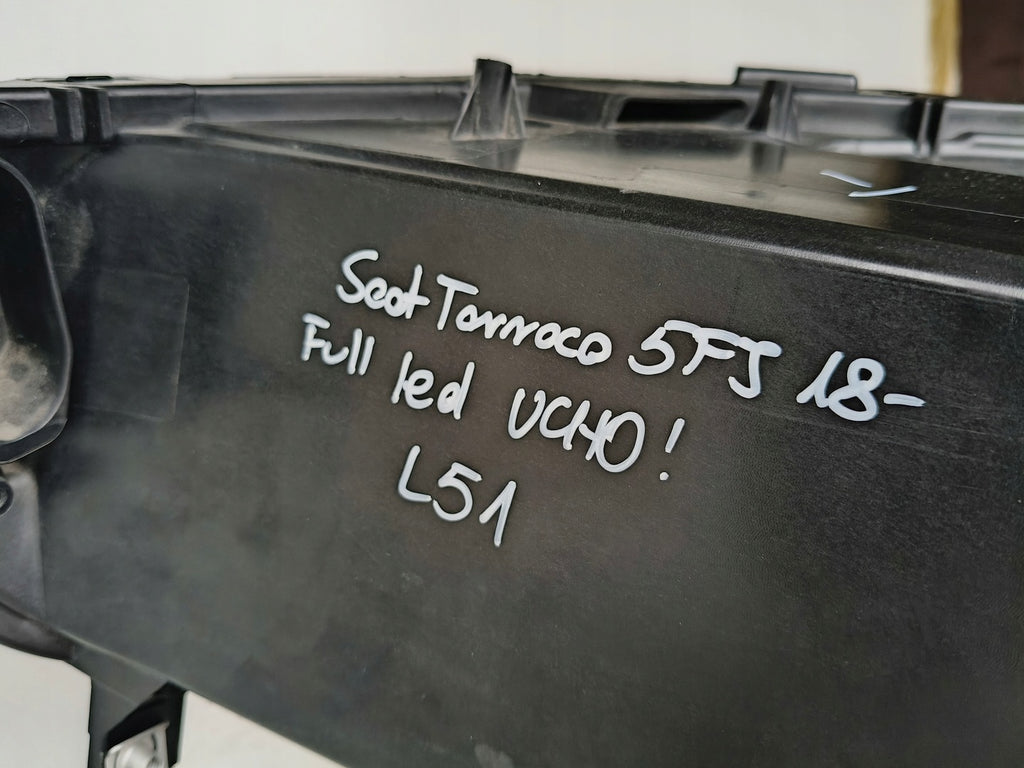 Seat Tarraco 5FJ 18-
Full led UCHO!
L51